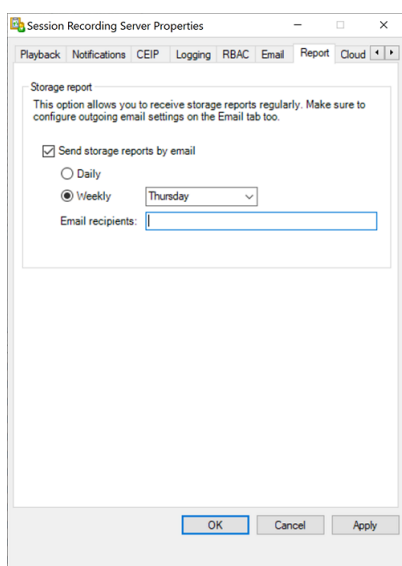 Session Recording Server Properties
Playback Notifications CEIP Logging RBAC Email Report Cloud
Storage report
This option allows you to receive storage reports regularly. Make sure to
configure outgoing email settings on the Email tab too.
Send storage reports by email
Daily
Weekly Thursday
Email recipients:
OK Cancel Apply